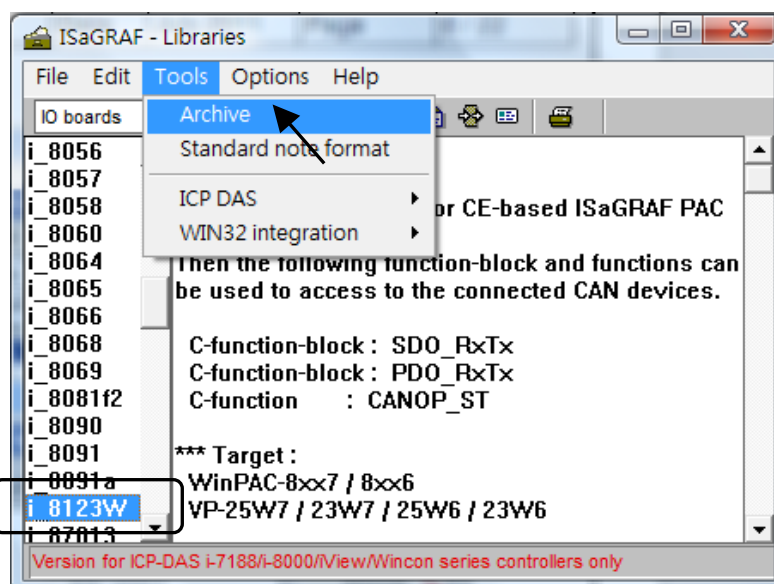 ISaGRAF - Libraries
File Edit Tools Options Help
IO boards
Archive
Standard note format
ICP DAS
WIN32 integration
i_8056
i_8057
i_8058
i_8060
i_8064
i_8065
i_8066
i_8068
i_8069
i_8081f2
i_8090
i_8091
i_8091a
i_8123W
i_87013
or CE-based ISaGRAF PAC
Then the following function-block and functions can
be used to access to the connected CAN devices.
C-function-block : SDO_RxTx
C-function-block : PDO_RxTx
C-function : CANOP_ST
*** Target :
WinPAC-8xx7 / 8xx6
VP-25W7 / 23W7 / 25W6 / 23W6
Version for ICP-DAS i-7188/i-8000/iView/Wincon series controllers only